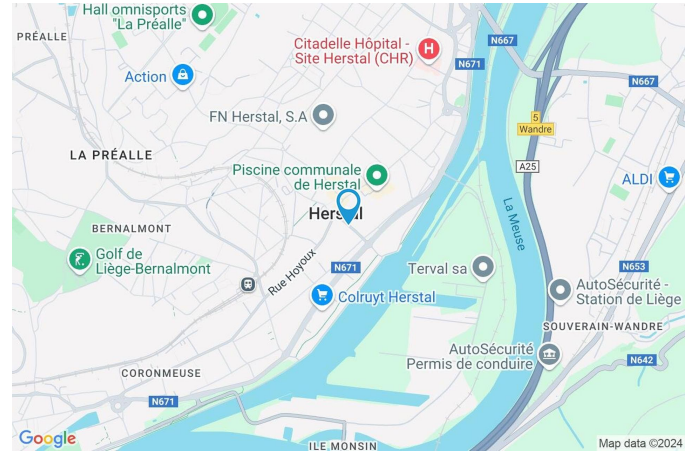 Hall omnisports
"La Préalle"
PRÉALLE
Citadelle Hôpital -
Site Herstal (CHR)
H
N671
N667
N667
Action
FN Herstal, S.A
5
Wandre
A25
LA PRÉALLE
Piscine communale
de Herstal
ALDI
Herstal
La Meuse
BERNALMONT
Golf de
Liège-Bernalmont
Rue Hoyoux
N671
Terval sa
N653
Colruyt Herstal
AutoSécurité -
Station de Liège
SOUVERAIN-WANDRE
AutoSécurité
Permis de conduire
N642
CORONMEUSE
N671
ILE MONSIN
Google
Map data ©2024